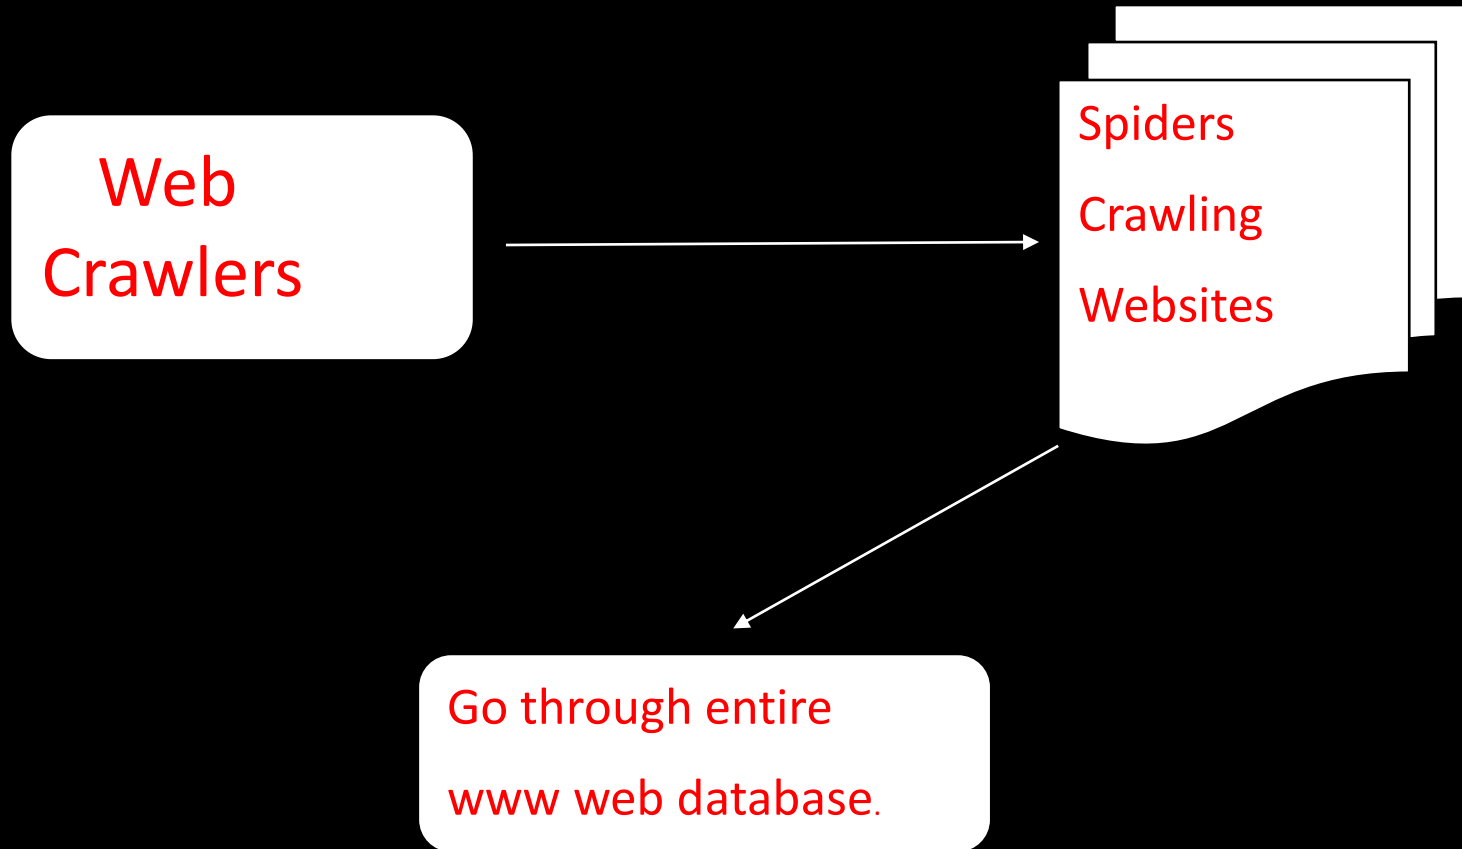 Web
Crawlers
Spiders
Crawling
Websites
Go through entire
www web database.